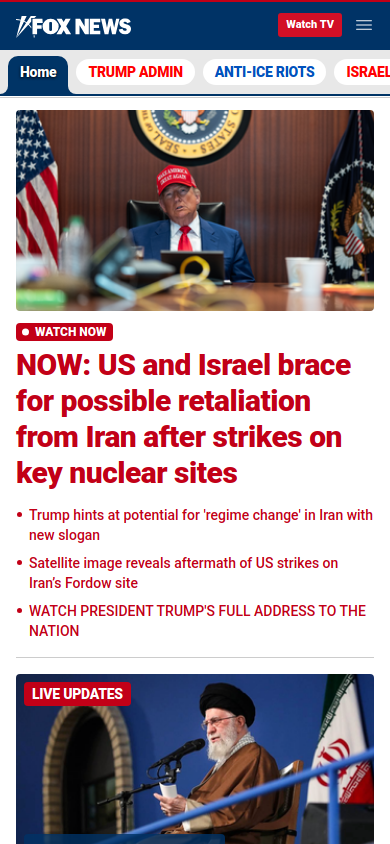 FOX NEWS
Watch TV
Home
TRUMP ADMIN
ANTI-ICE RIOTS
ISRAEL
SEAL OF
MAKE AMERICA
GREAT AGAIN
WATCH NOW
NOW: US and Israel brace
for possible retaliation
from Iran after strikes on
key nuclear sites
Trump hints at potential for 'regime change' in Iran with
new slogan
Satellite image reveals aftermath of US strikes on
Iran’s Fordow site
WATCH PRESIDENT TRUMP'S FULL ADDRESS TO THE
NATION
LIVE UPDATES